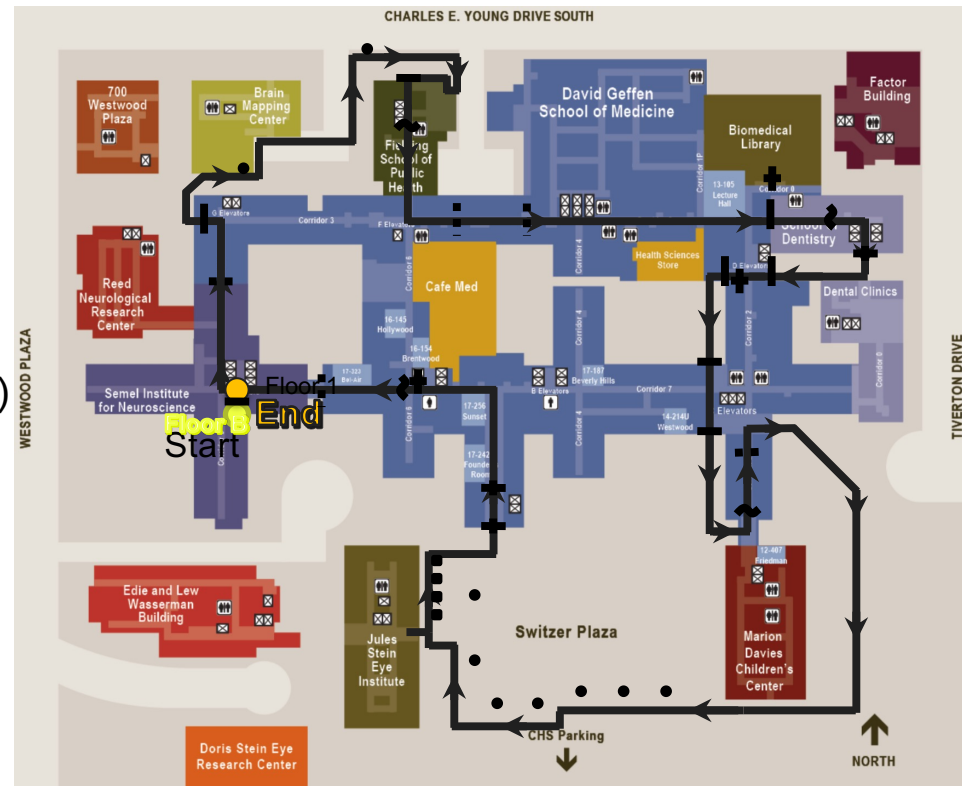 CHARLES E. YOUNG DRIVE SOUTH
700
Westwood
Plaza
Brain
Mapping
Center
Fielding
School of
Public
Health
David Geffen
School of Medicine
Biomedical
Library
Factor
Building
Corridor 1P
13-105
Lecture
Hall
Corridor 0
School
Dentistry
G Elevators
Corridor 3
F Elevators
Corridor 6
Corridor 4
Health Sciences
Store
D Elevators
Cafe Med
Reed
Neurological
Research
Center
Dental Clinics
Corridor 0
16-145
Hollywood
16-154
Brentwood
Corridor 4
Corridor 2
WESTWOOD PLAZA
TIVERTON DRIVE
)
Semel Institute
for Neuroscience
17-323
Bel-Air
Floor 1
17-187
Beverly Hills
B Elevators
Corridor 7
Elevators
Floor B
End
Start
17-256
Sunset
14-214U
Westwood
Corridor 6
Corridor 4
17-242
Founders
Room
12-407
Friedman
Edie and Lew
Wasserman
Building
Jules
Stein
Eye
Institute
Switzer Plaza
Marion
Davies
Children's
Center
CHS Parking
NORTH
Doris Stein Eye
Research Center